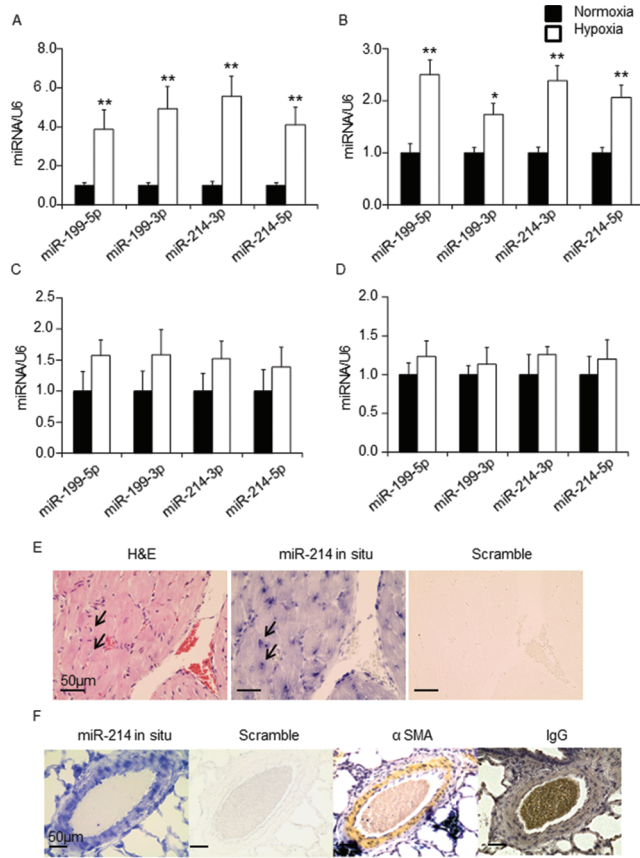 A
B
Normoxia
Hypoxia
miRNA/U6
8.0
6.0
4.0
2.0
0.0
** ** ** **
miR-199-5p miR-199-3p miR-214-3p miR-214-5p
miRNA/U6
3.0
2.0
1.0
0.0
** * ** **
miR-199-5p miR-199-3p miR-214-3p miR-214-5p
C
D
miRNA/U6
2.5
2.0
1.5
1.0
0.5
0.0
miR-199-5p miR-199-3p miR-214-3p miR-214-5p
miRNA/U6
2.0
1.5
1.0
0.5
0.0
miR-199-5p miR-199-3p miR-214-3p miR-214-5p
E
H&E miR-214 in situ Scramble
50µm
F
miR-214 in situ Scramble α SMA IgG
50µm